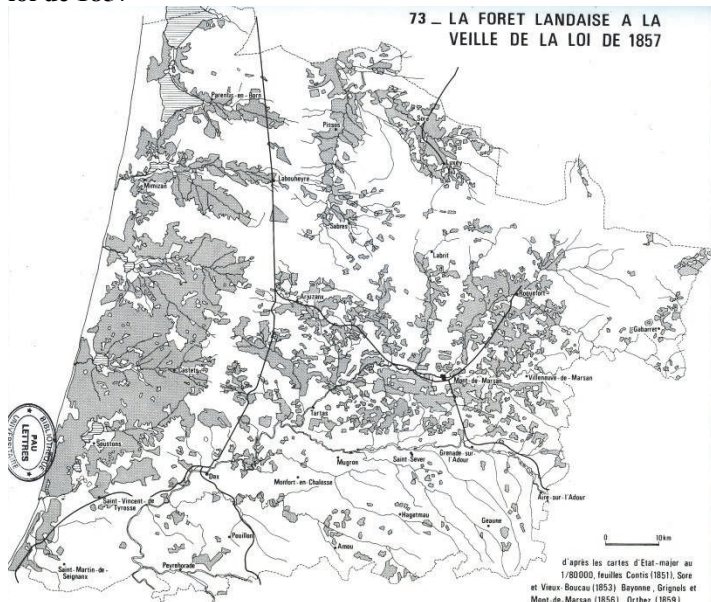 loi de 1857
73 _ LA FORET LANDAISE A LA
VEILLE DE LA LOI DE 1857
Parentis-en-Born
Pissos
Sore
Luxey
Mimizan
Labouheyre
Sabres
Labrit
Arjuzanx
Roquefort
Gabarret
Castets
Mont-de-Marsan
Villeneuve-de-Marsan
Tartas
BIBLIOTHEQUE
PAU
LETTRES
Soustons
Grenade-sur
l'Adour
Mugron
Saint-Sever
Dax
Monfort-en-Chalosse
Aire-sur-l'Adour
Saint-Vincent-de
Tyrosse
Hagetmau
Geaune
Pouillon
Amou
Peyrehorade
Saint-Martin-de
Seignanx
0 10km
d'après les cartes d'Etat-major au
1/80000, feuilles Contis (1851), Sore
et Vieux-Boucau (1853) Bayonne, Grignols et
Mont-de-Marsan (1856), Orthez (1859)